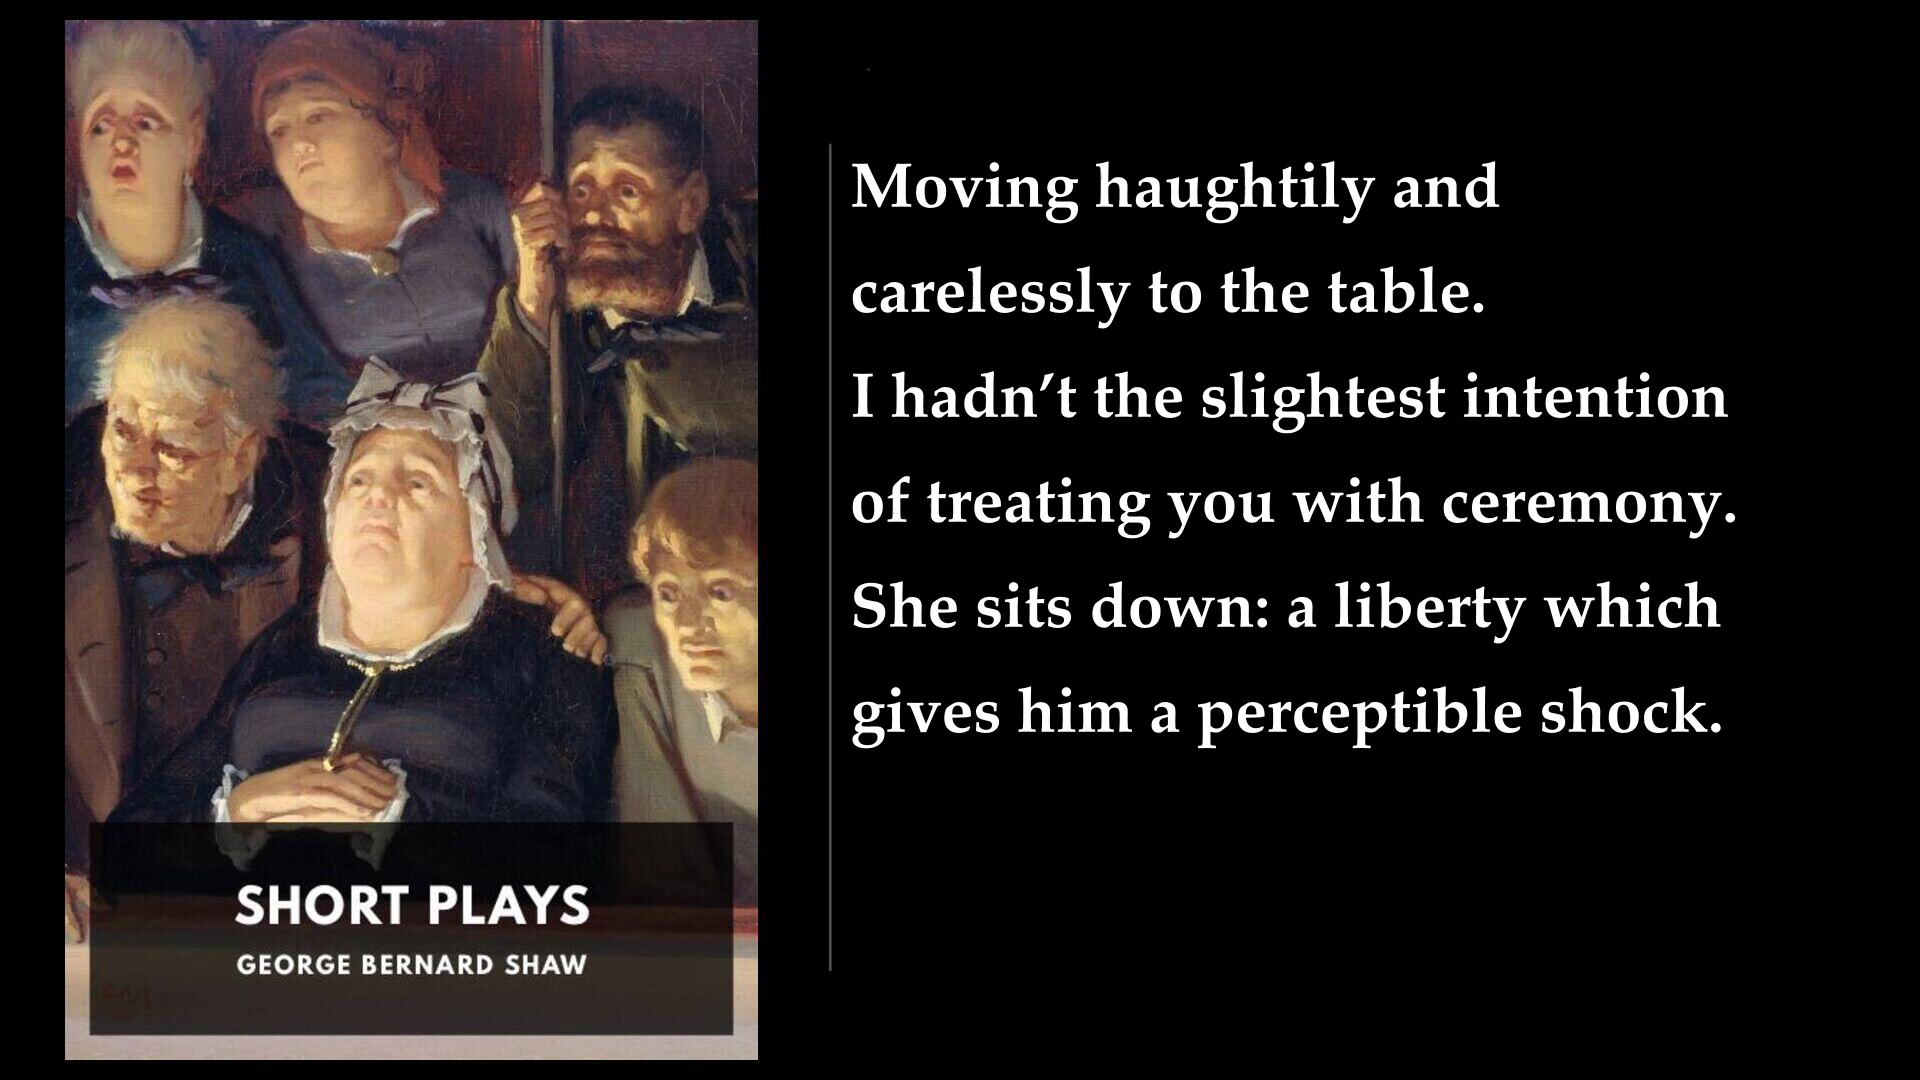 Moving haughtily and
carelessly to the table.
I hadn’t the slightest intention
of treating you with ceremony.
She sits down: a liberty which
gives him a perceptible shock.
SHORT PLAYS
GEORGE BERNARD SHAW